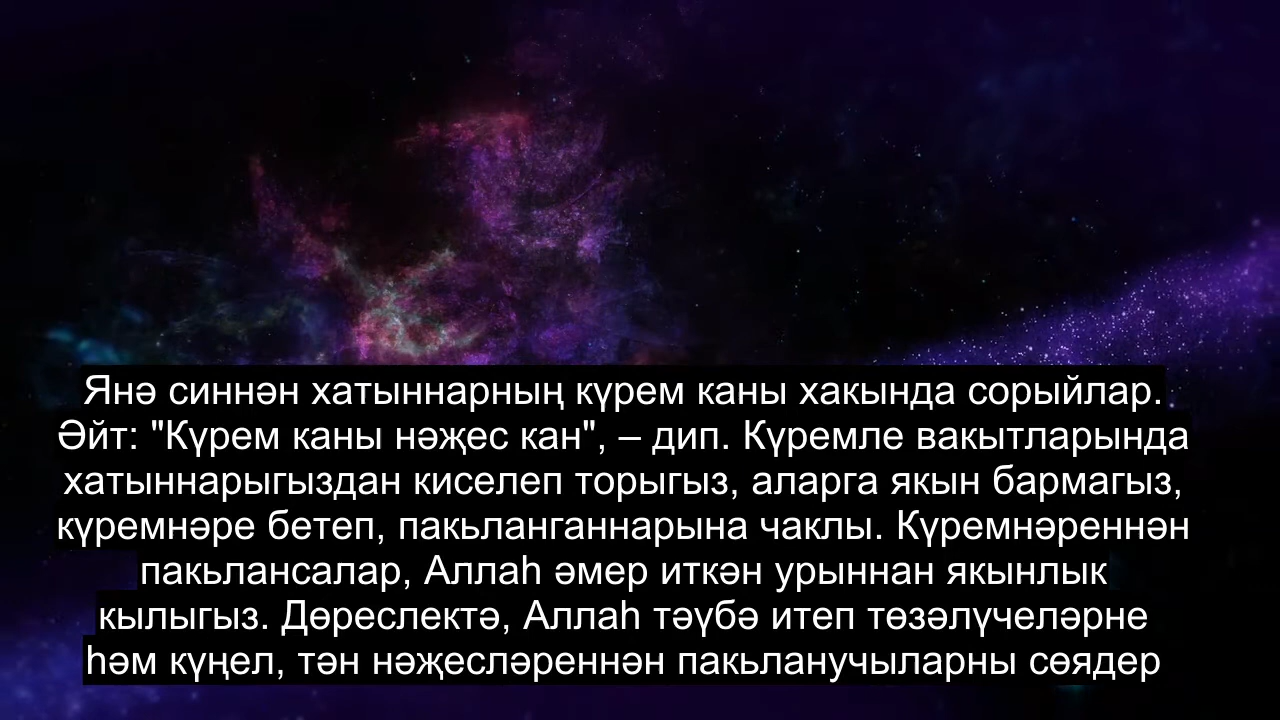 Янә синнән хатыннарның күрем каны хакында сорыйлар.
Әйт: "Күрем каны нәҗес кан", – дип. Күремле вакытларында
хатыннарыгыздан киселеп торыгыз, аларга якын бармагыз,
күремнәре бетеп, пакьланганнарына чаклы. Күремнәреннән
пакьлансалар, Аллаһ әмер иткән урыннан якынлык
кылыгыз. Дөреслектә, Аллаһ тәүбә итеп төзәлүчеләрне
һәм күңел, тән нәҗесләреннән пакьланучыларны сөядер